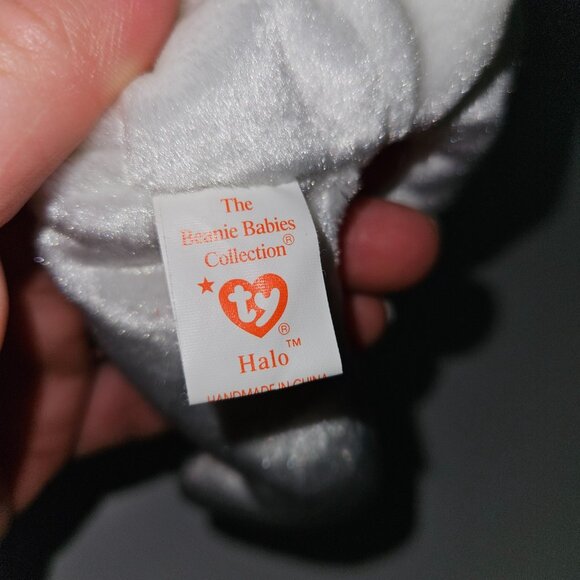 The
Beanie Babies
Collection®
ty®
Halo™
HANDMADE IN CHINA